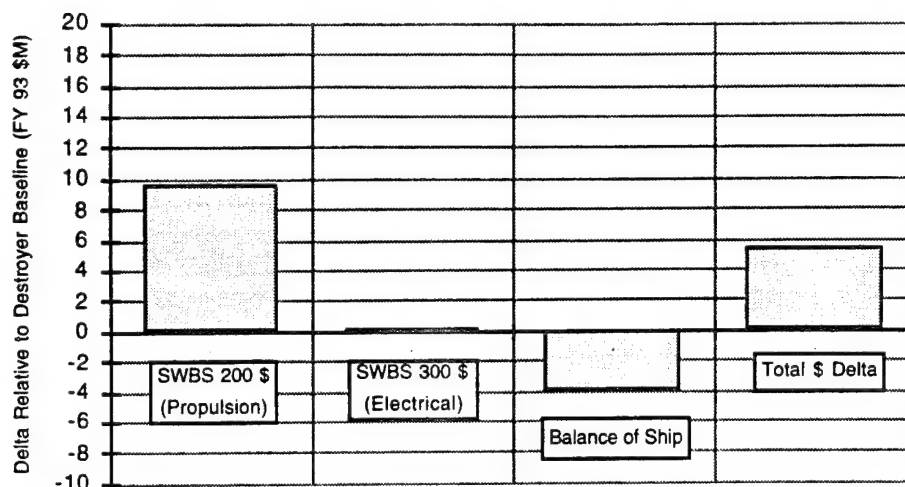 Delta Relative to Destroyer Baseline (FY 93 $M)
20
18
16
14
12
10
8
6
4
2
0
-2
-4
-6
-8
-10
SWBS 200 $
(Propulsion)
SWBS 300 $
(Electrical)
Balance of Ship
Total $ Delta